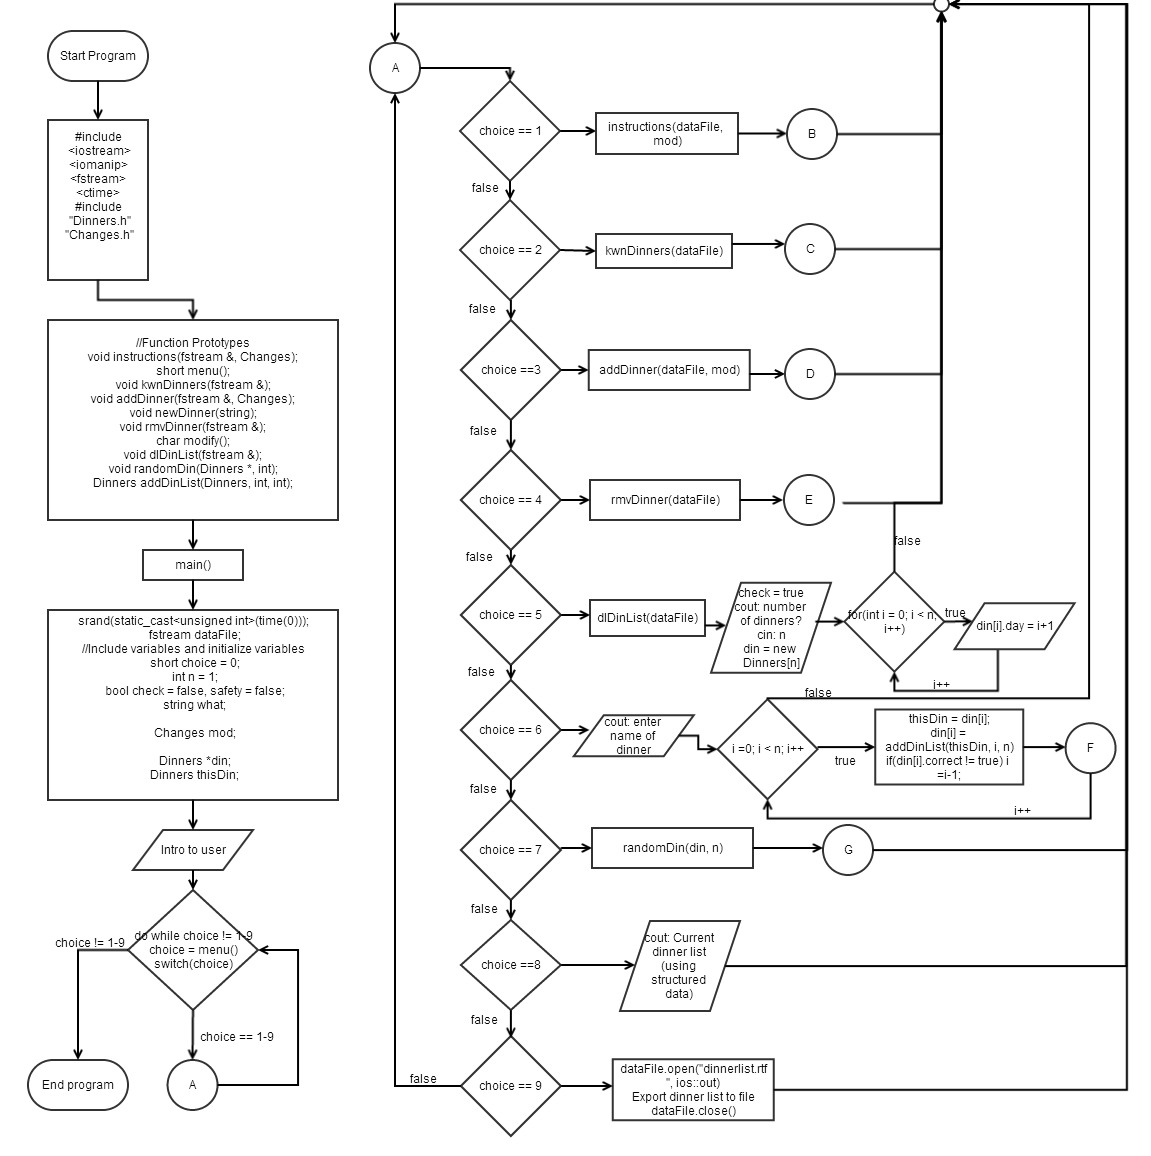 Start Program
#include
<iostream>
<iomanip>
<fstream>
<ctime>
#include
"Dinners.h"
"Changes.h"
//Function Prototypes
void instructions(fstream &, Changes);
short menu();
void kwnDinners(fstream &);
void addDinner(fstream &, Changes);
void newDinner(string);
void rmvDinner(fstream &);
char modify();
void dlDinList(fstream &);
void randomDin(Dinners *, int);
Dinners addDinList(Dinners, int, int);
main()
srand(static_cast<unsigned int>(time(0)));
fstream dataFile;
//Include variables and initialize variables
short choice = 0;
int n = 1;
bool check = false, safety = false;
string what;
Changes mod;
Dinners *din;
Dinners thisDin;
Intro to user
do while choice != 1-9
choice = menu()
switch(choice)
choice != 1-9
choice == 1-9
End program
A
A
choice == 1
instructions(dataFile,
mod)
B
false
choice == 2
kwnDinners(dataFile)
C
false
choice ==3
addDinner(dataFile, mod)
D
false
choice == 4
rmvDinner(dataFile)
E
false
choice == 5
dlDinList(dataFile)
check = true
cout: number
of dinners?
cin: n
din = new
Dinners[n]
for(int i = 0; i < n;
i++)
false
true
din[i].day = i+1
i++
false
choice == 6
cout: enter
name of
dinner
i =0; i < n; i++
false
true
thisDin = din[i];
din[i] =
addDinList(thisDin, i, n)
if(din[i].correct != true) i
=i-1;
F
i++
false
choice == 7
randomDin(din, n)
G
false
choice ==8
cout: Current
dinner list
(using
structured
data)
false
choice == 9
false
dataFile.open("dinnerlist.rtf
", ios::out)
Export dinner list to file
dataFile.close()